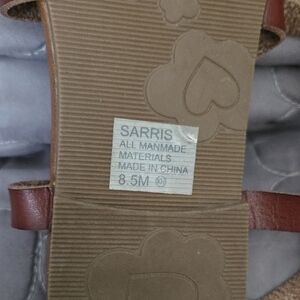 SARRIS
ALL MANMADE
MATERIALS
MADE IN CHINA
8.5M